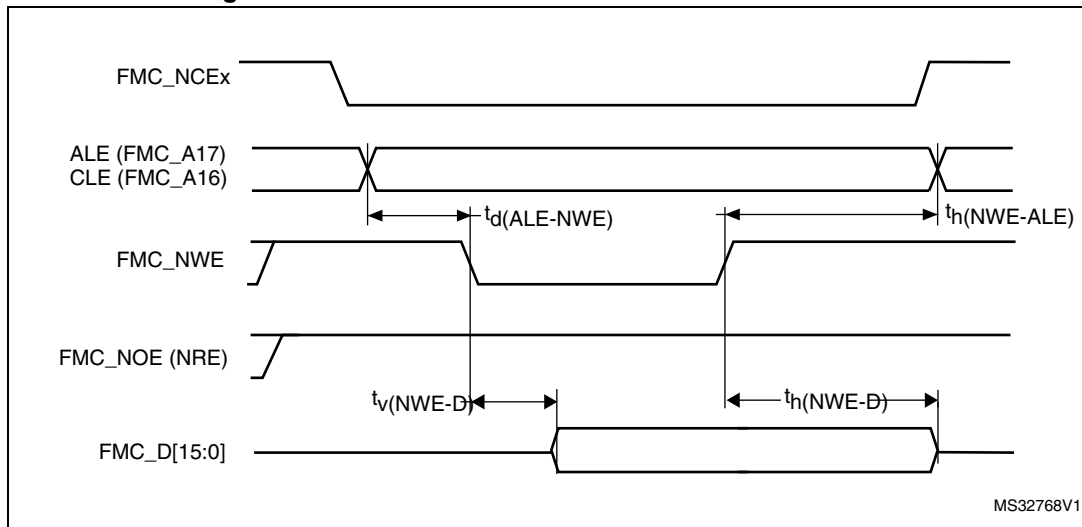 FMC_NCEx
ALE (FMC_A17)
CLE (FMC_A16)
td(ALE-NWE)
th(NWE-ALE)
FMC_NWE
FMC_NOE (NRE)
tv(NWE-D)
th(NWE-D)
FMC_D[15:0]
MS32768V1